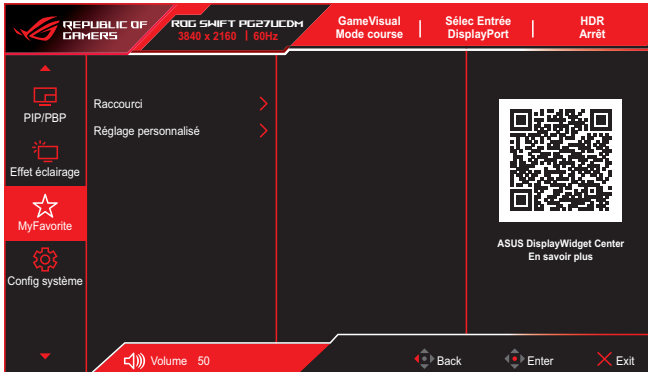 REPUBLIC OF
GAMERS
ROG SWIFT PG27UCDM
3840 x 2160 | 60Hz
GameVisual
Mode course
Sélec Entrée
DisplayPort
HDR
Arrêt
PIP/PBP
Effet éclairage
MyFavorite
Config système
Raccourci
Réglage personnalisé
ASUS DisplayWidget Center
En savoir plus
Volume 50
Back
Enter
Exit